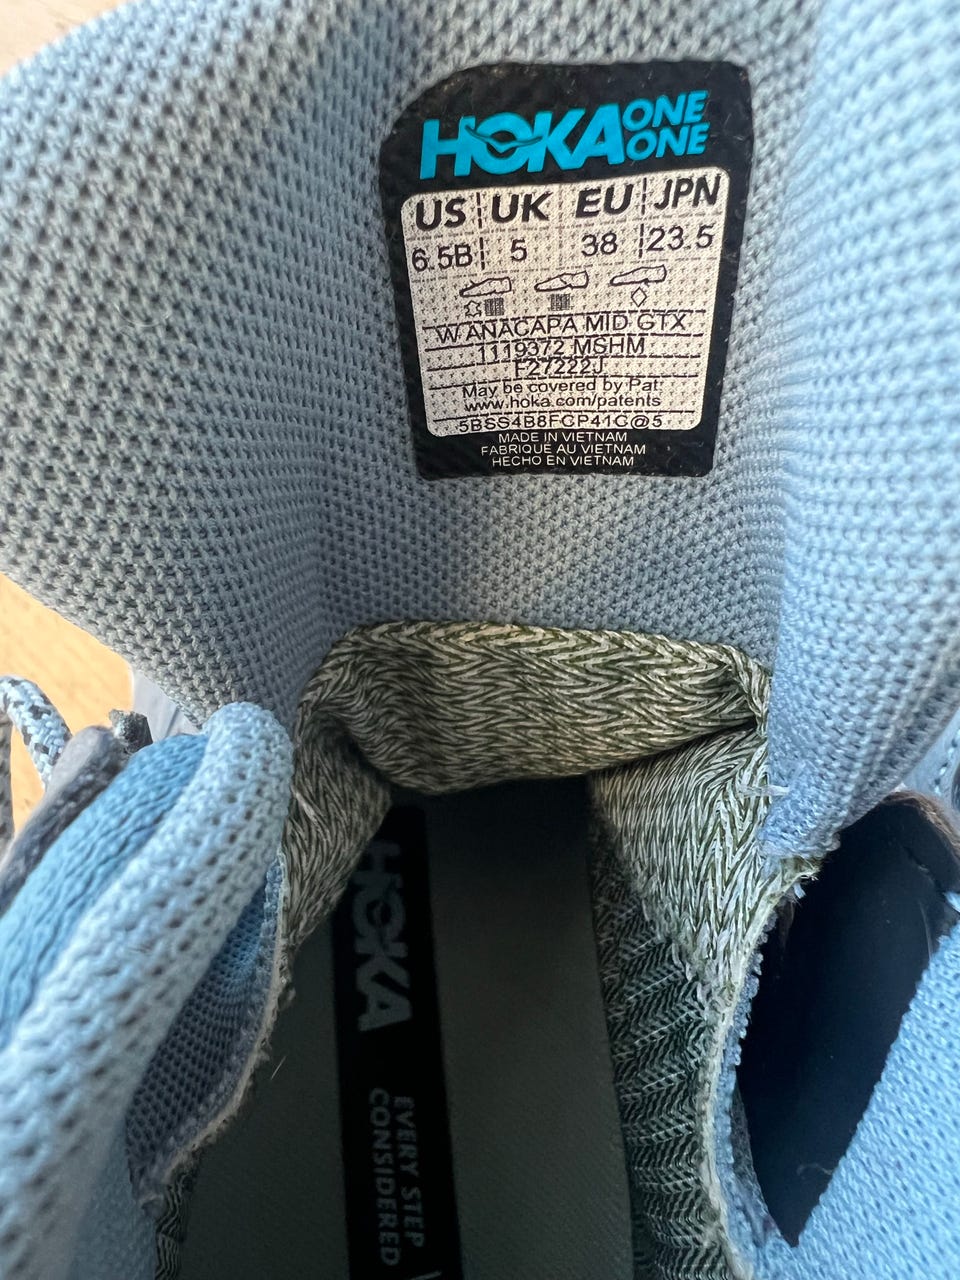 HOKA ONE ONE
US UK EU JPN
6.5B 5 38 23.5
W ANACAPA MID GTX
1119372 MSHM
F27222J
May be covered by Pat:
www.hoka.com/patents
5BSS4B8FCP41C@5
MADE IN VIETNAM
FABRIQUÉ AU VIETNAM
HECHO EN VIETNAM
HOKA
EVERY STEP
CONSIDERED